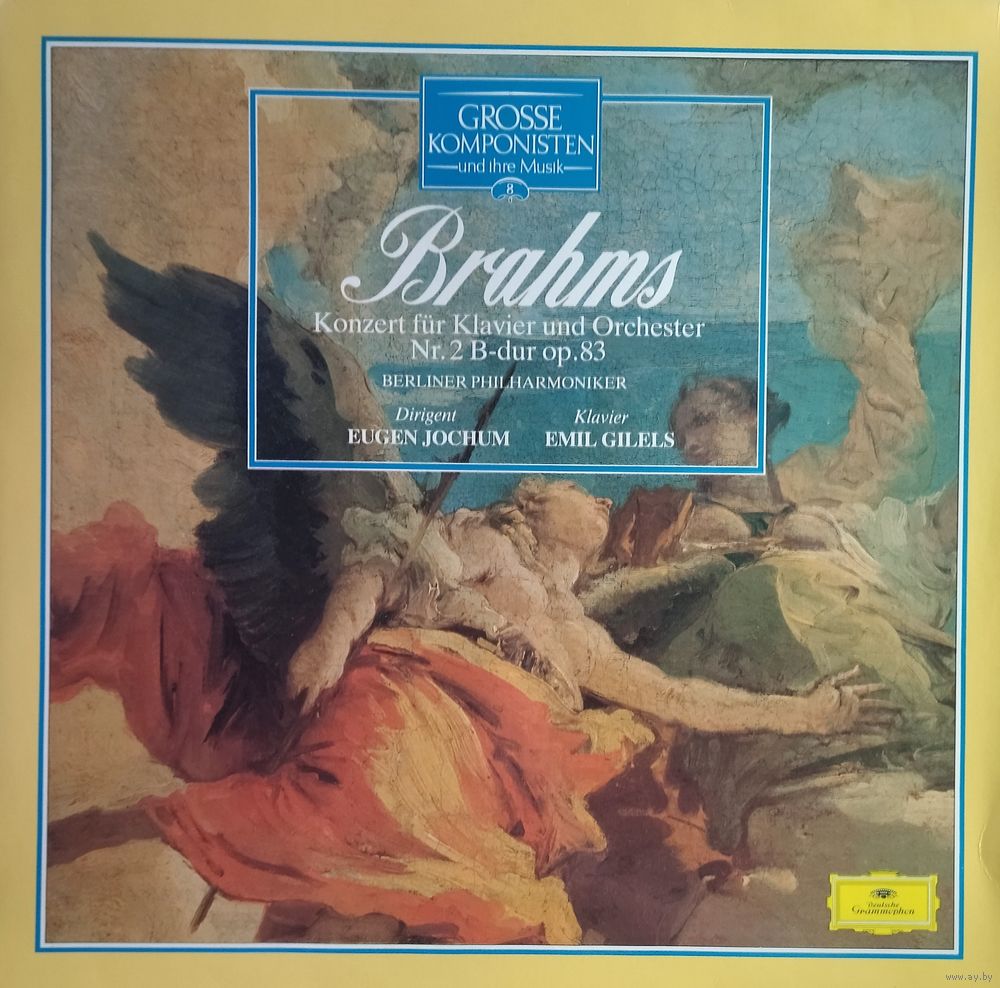 GROSSE
KOMPONISTEN
und ihre Musik
8
Brahms
Konzert für Klavier und Orchester
Nr. 2 B-dur op. 83
BERLINER PHILHARMONIKER
Dirigent Klavier
EUGEN JOCHUM EMIL GILELS
Deutsche
Grammophon
www.ay.by